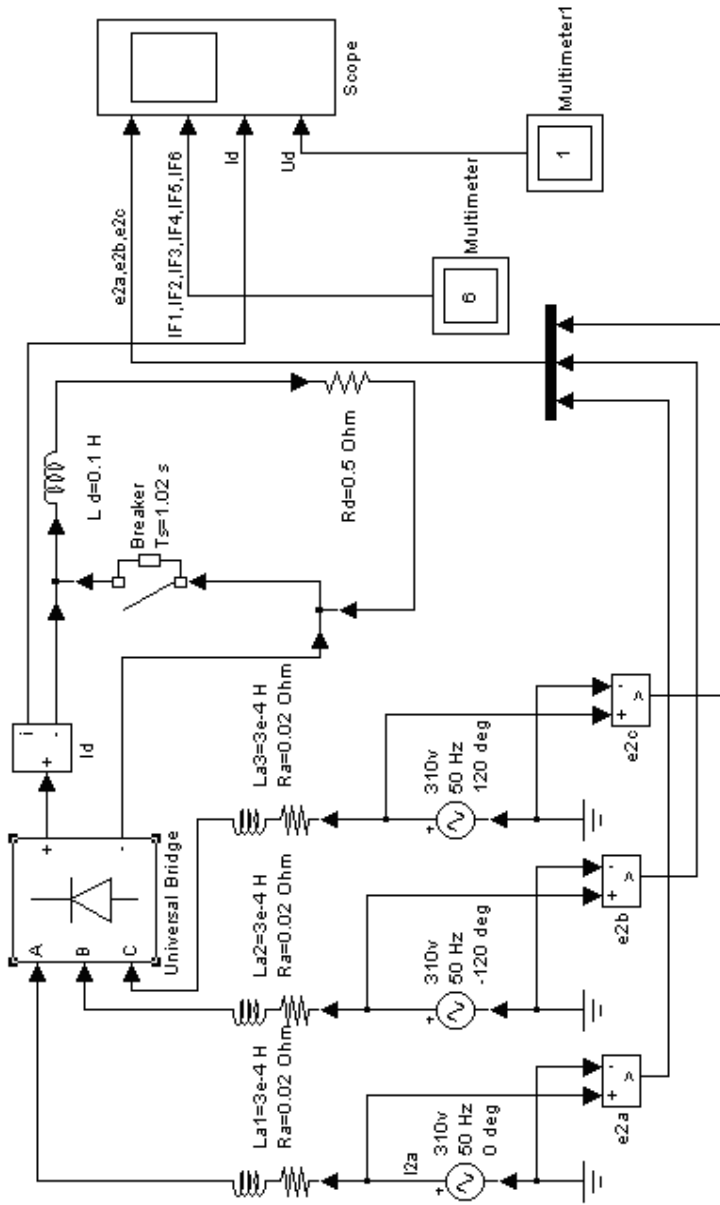 A
B
C
+
-
Universal Bridge
+
i
-
Id
L d=0.1 H
Breaker
Ts=1.02 s
Rd=0.5 Ohm
e2a,e2b,e2c
IF1,IF2,IF3,IF4,IF5,IF6
Id
Ud
Scope
La1=3e-4 H
Ra=0.02 Ohm
La2=3e-4 H
Ra=0.02 Ohm
La3=3e-4 H
Ra=0.02 Ohm
I2a
+
310v
50 Hz
0 deg
+
310v
50 Hz
-120 deg
+
310v
50 Hz
120 deg
+
-
v
e2a
+
-
v
e2b
+
-
v
e2c
Multimeter
6
Multimeter1
1